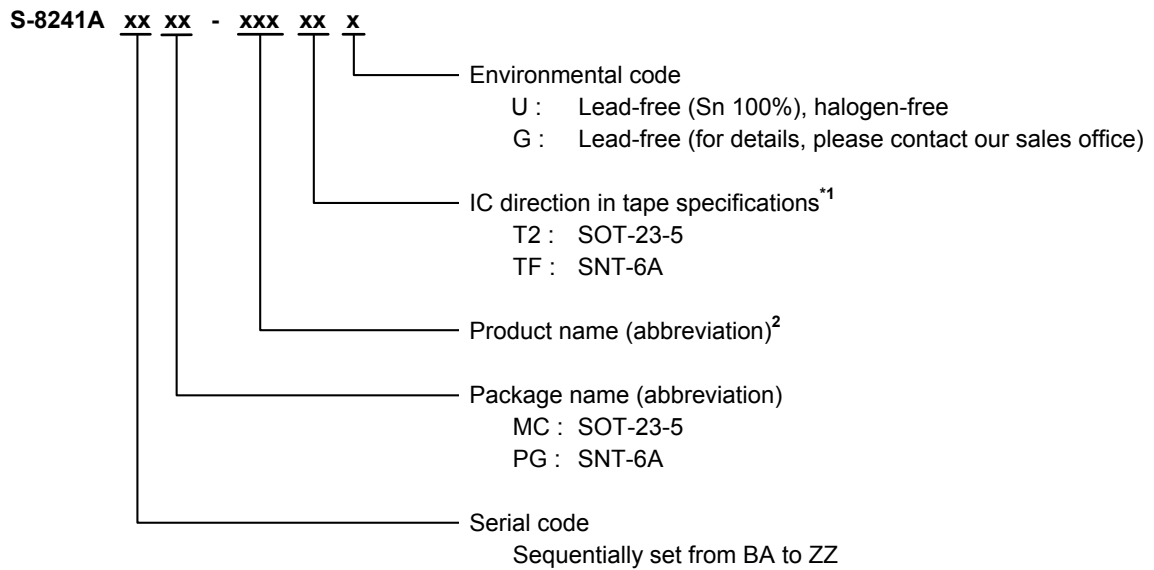 S-8241A xx xx - xxx xx x
Environmental code
U : Lead-free (Sn 100%), halogen-free
G : Lead-free (for details, please contact our sales office)
IC direction in tape specifications*1
T2 : SOT-23-5
TF : SNT-6A
Product name (abbreviation)2
Package name (abbreviation)
MC : SOT-23-5
PG : SNT-6A
Serial code
Sequentially set from BA to ZZ